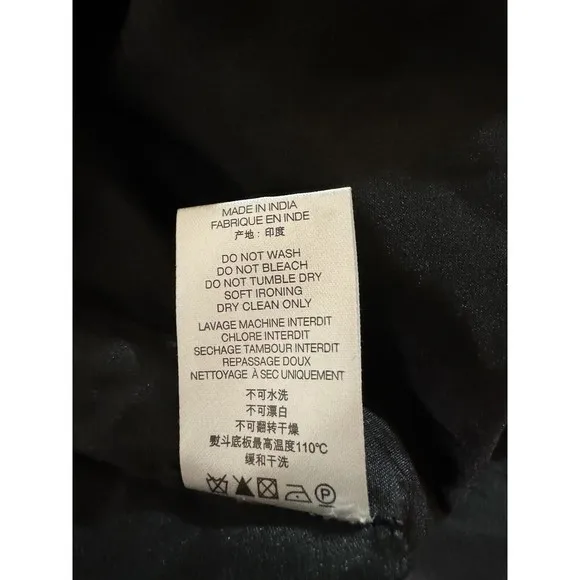 MADE IN INDIA
FABRIQUE EN INDE
产地：印度
DO NOT WASH
DO NOT BLEACH
DO NOT TUMBLE DRY
SOFT IRONING
DRY CLEAN ONLY
LAVAGE MACHINE INTERDIT
CHLORE INTERDIT
SECHAGE TAMBOUR INTERDIT
REPASSAGE DOUX
NETTOYAGE À SEC UNIQUEMENT
不可水洗
不可漂白
不可翻转干燥
熨斗底板最高温度110℃
缓和干洗
P